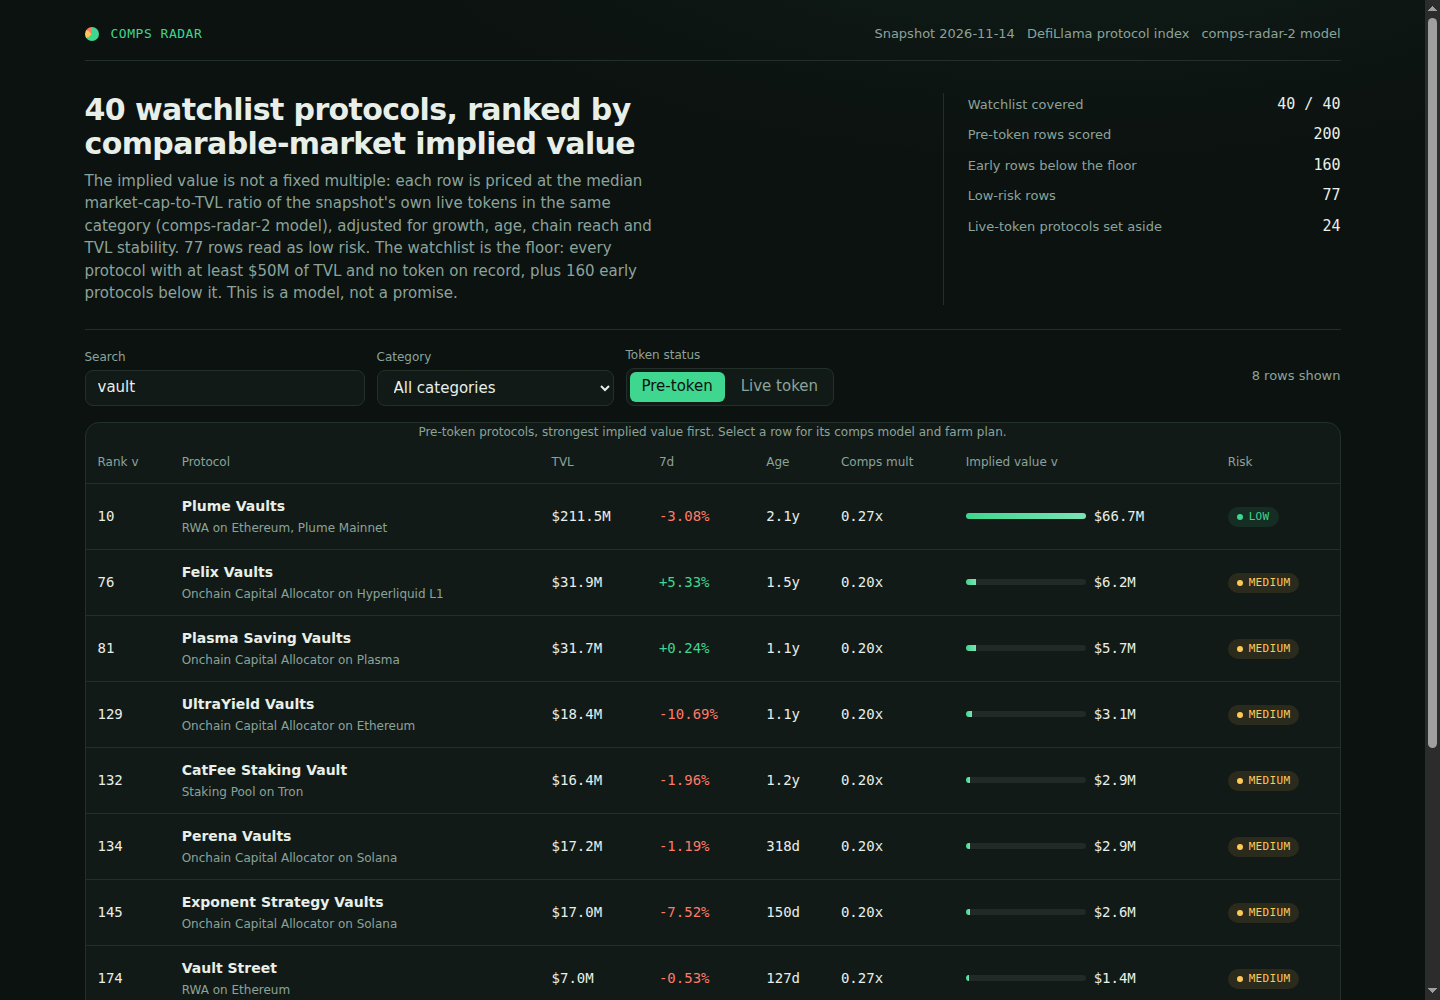 COMPS RADAR
Snapshot 2026-11-14 DefiLlama protocol index comps-radar-2 model
40 watchlist protocols, ranked by
comparable-market implied value
The implied value is not a fixed multiple: each row is priced at the median
market-cap-to-TVL ratio of the snapshot's own live tokens in the same
category (comps-radar-2 model), adjusted for growth, age, chain reach and
TVL stability. 77 rows read as low risk. The watchlist is the floor: every
protocol with at least $50M of TVL and no token on record, plus 160 early
protocols below it. This is a model, not a promise.
Watchlist covered 40 / 40
Pre-token rows scored 200
Early rows below the floor 160
Low-risk rows 77
Live-token protocols set aside 24
Search Category Token status
vault All categories Pre-token Live token 8 rows shown
Pre-token protocols, strongest implied value first. Select a row for its comps model and farm plan.
Rank v Protocol TVL 7d Age Comps mult Implied value v Risk
10 Plume Vaults $211.5M -3.08% 2.1y 0.27x $66.7M LOW
RWA on Ethereum, Plume Mainnet
76 Felix Vaults $31.9M +5.33% 1.5y 0.20x $6.2M MEDIUM
Onchain Capital Allocator on Hyperliquid L1
81 Plasma Saving Vaults $31.7M +0.24% 1.1y 0.20x $5.7M MEDIUM
Onchain Capital Allocator on Plasma
129 UltraYield Vaults $18.4M -10.69% 1.1y 0.20x $3.1M MEDIUM
Onchain Capital Allocator on Ethereum
132 CatFee Staking Vault $16.4M -1.96% 1.2y 0.20x $2.9M MEDIUM
Staking Pool on Tron
134 Perena Vaults $17.2M -1.19% 318d 0.20x $2.9M MEDIUM
Onchain Capital Allocator on Solana
145 Exponent Strategy Vaults $17.0M -7.52% 150d 0.20x $2.6M MEDIUM
Onchain Capital Allocator on Solana
174 Vault Street $7.0M -0.53% 127d 0.27x $1.4M MEDIUM
RWA on Ethereum